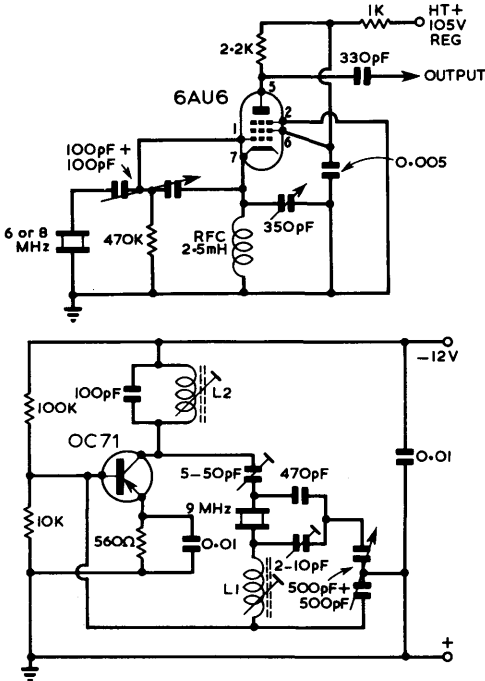 1K
HT+
105V
REG
2·2K
330pF
OUTPUT
5
6AU6
2
1
6
7
100pF +
100pF
0.005
6 or 8
MHz
470K
RFC
2·5mH
350pF
-12V
100pF
L2
100K
OC71
5-50pF
470pF
0.01
9 MHz
10K
560Ω
0.01
2-10pF
L1
500pF+
500pF
+